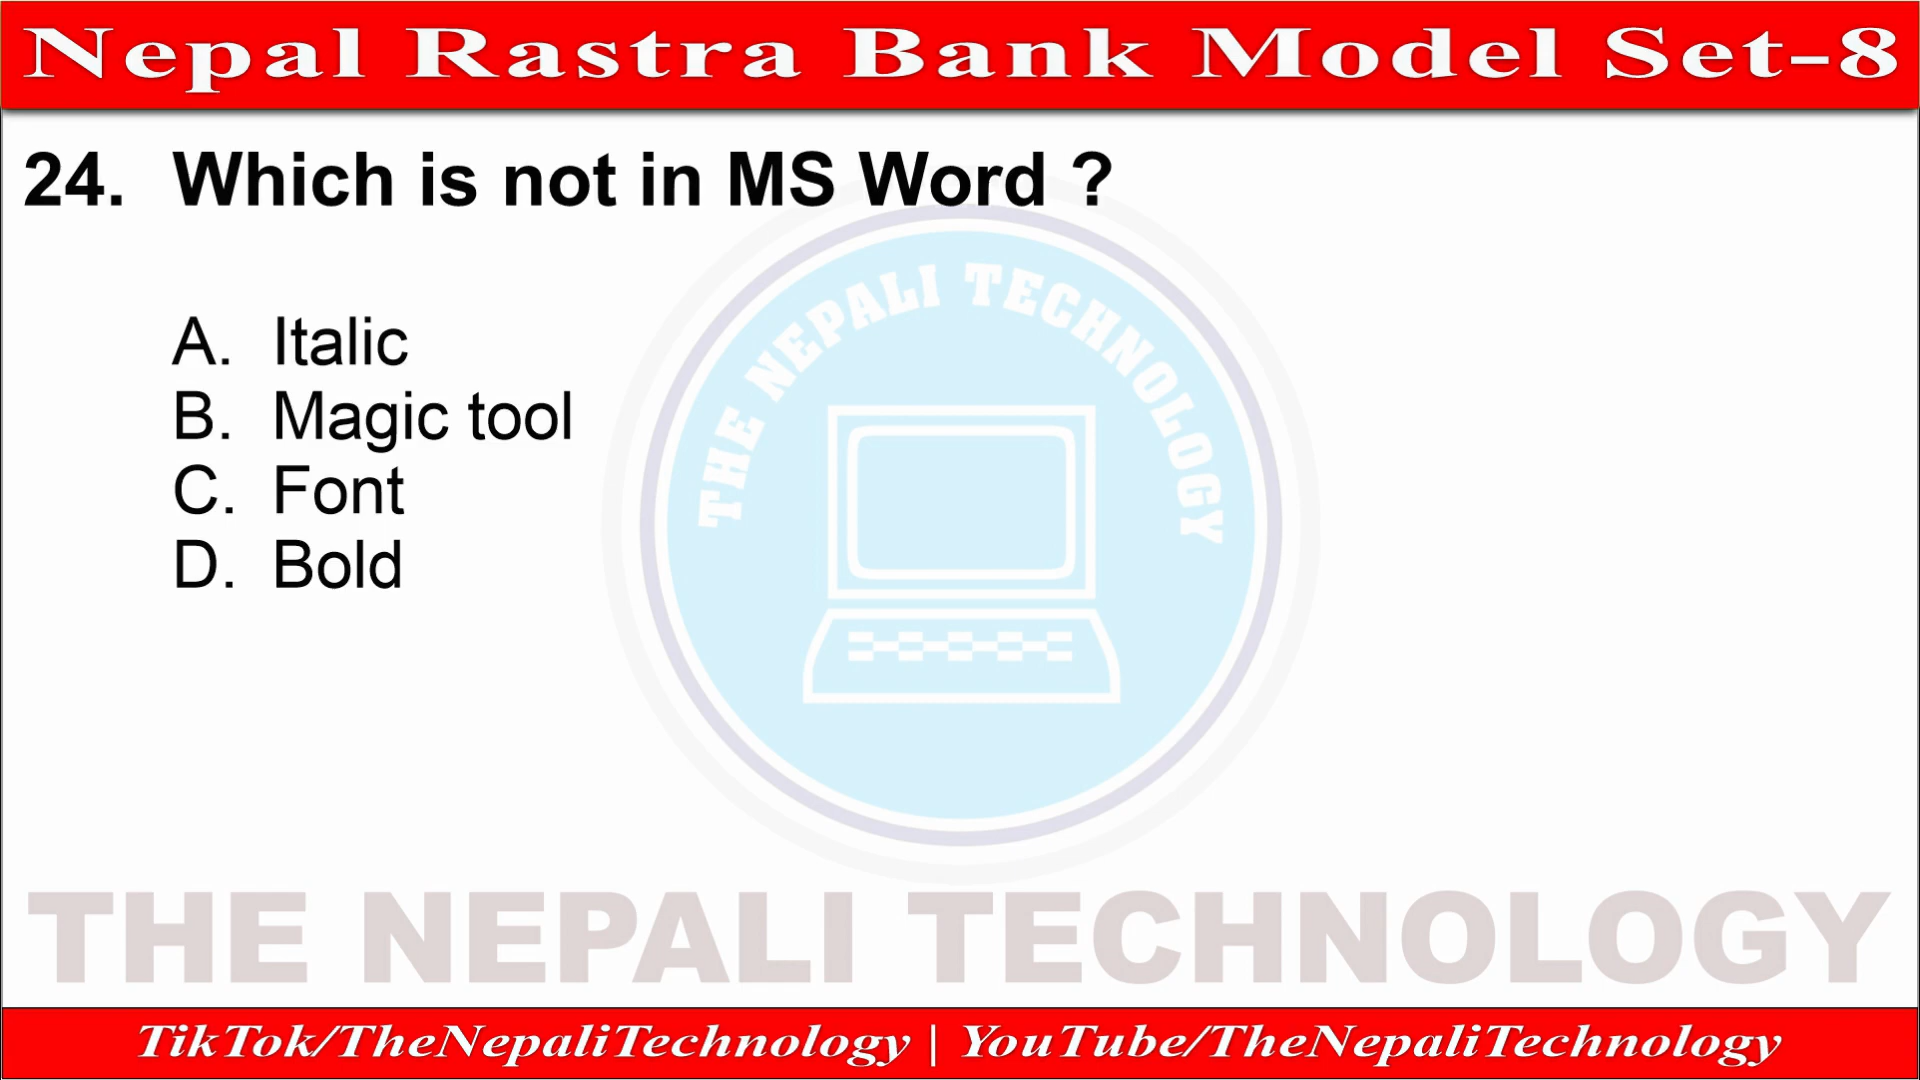 Nepal Rastra Bank Model Set-8
24. Which is not in MS Word ?
A. Italic
B. Magic tool
C. Font
D. Bold
THE NEPALI TECHNOLOGY
THE NEPALI TECHNOLOGY
TikTok/TheNepaliTechnology | YouTube/TheNepaliTechnology